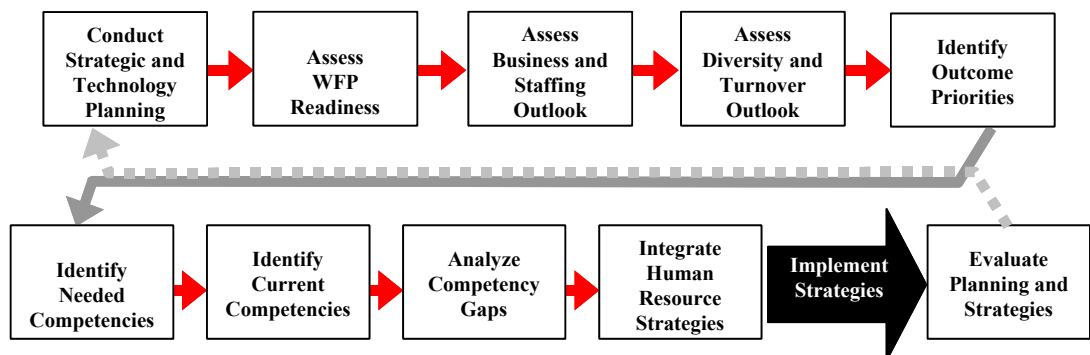 Conduct
Strategic and
Technology
Planning
Assess
WFP
Readiness
Assess
Business and
Staffing
Outlook
Assess
Diversity and
Turnover
Outlook
Identify
Outcome
Priorities
Identify
Needed
Competencies
Identify
Current
Competencies
Analyze
Competency
Gaps
Integrate
Human
Resource
Strategies
Implement
Strategies
Evaluate
Planning and
Strategies